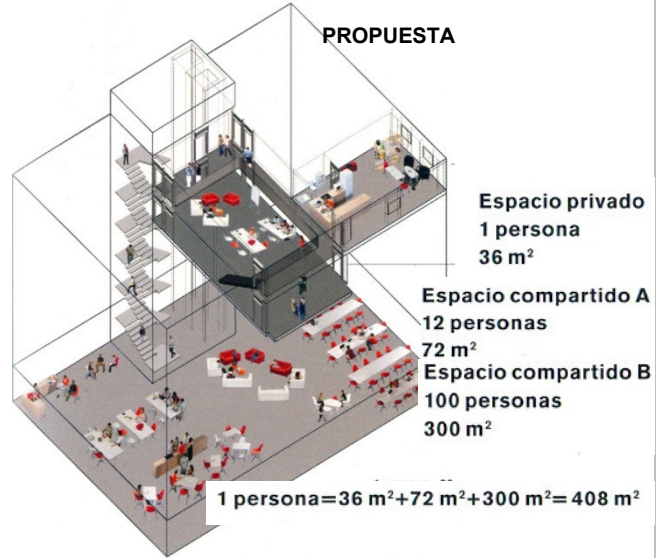 PROPUESTA
Espacio privado
1 persona
36 m²
Espacio compartido A
12 personas
72 m²
Espacio compartido B
100 personas
300 m²
1 persona=36 m²+72 m²+300 m²= 408 m²